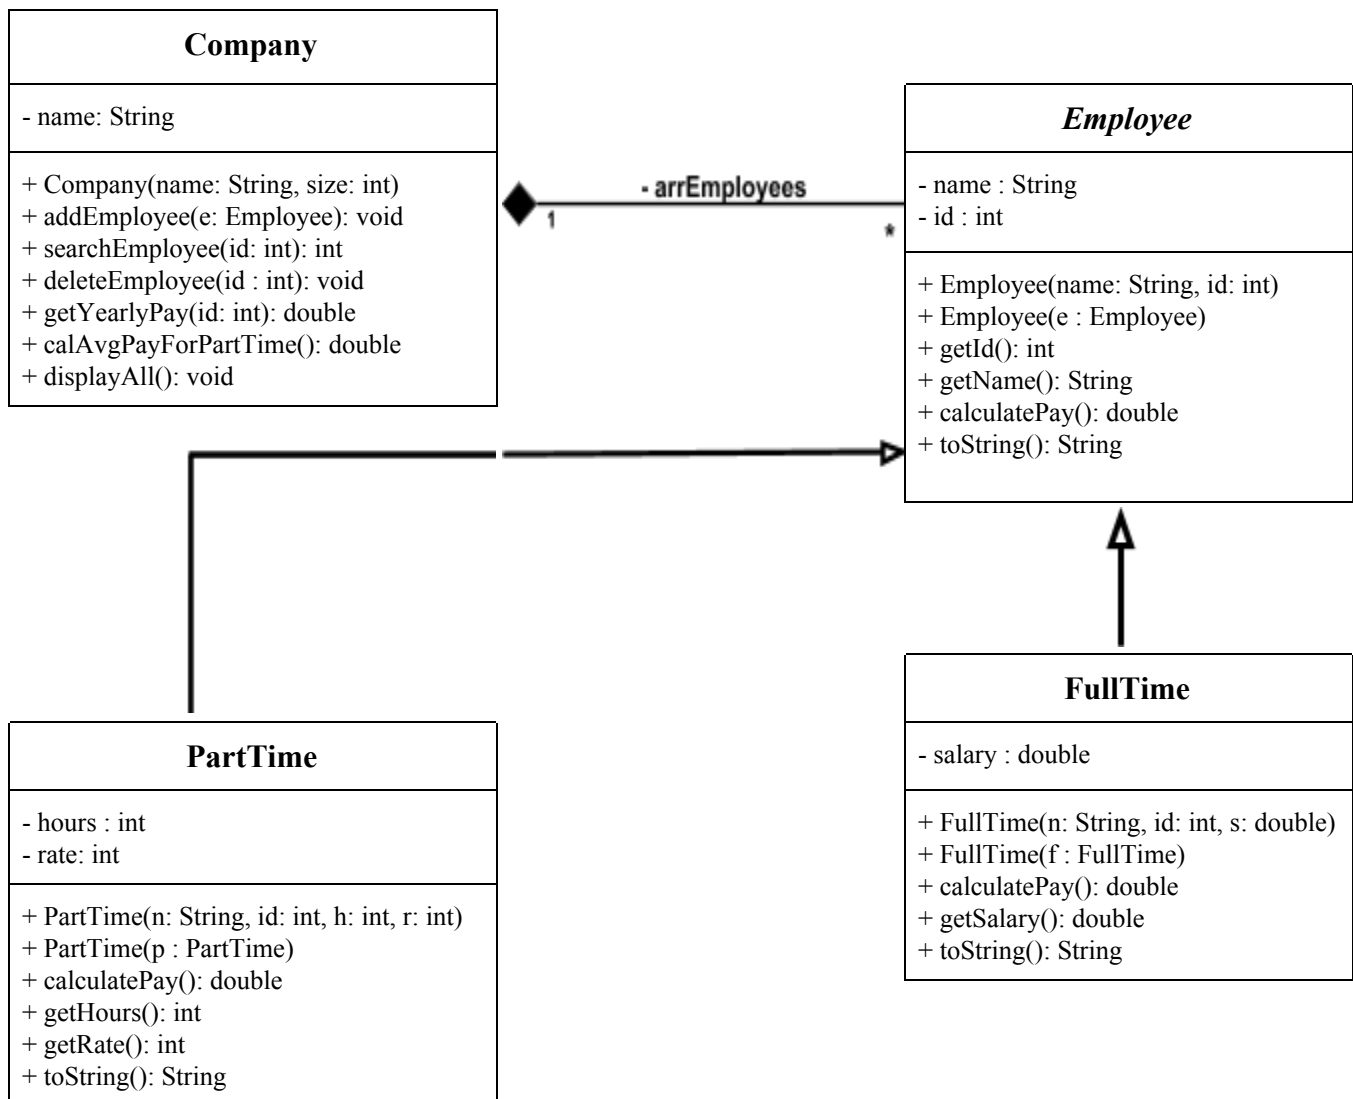 Company
- name: String
+ Company(name: String, size: int)
+ addEmployee(e: Employee): void
+ searchEmployee(id: int): int
+ deleteEmployee(id : int): void
+ getYearlyPay(id: int): double
+ calAvgPayForPartTime(): double
+ displayAll(): void
- arrEmployees
1
*
Employee
- name : String
- id : int
+ Employee(name: String, id: int)
+ Employee(e : Employee)
+ getId(): int
+ getName(): String
+ calculatePay(): double
+ toString(): String
PartTime
- hours : int
- rate: int
+ PartTime(n: String, id: int, h: int, r: int)
+ PartTime(p : PartTime)
+ calculatePay(): double
+ getHours(): int
+ getRate(): int
+ toString(): String
FullTime
- salary : double
+ FullTime(n: String, id: int, s: double)
+ FullTime(f : FullTime)
+ calculatePay(): double
+ getSalary(): double
+ toString(): String